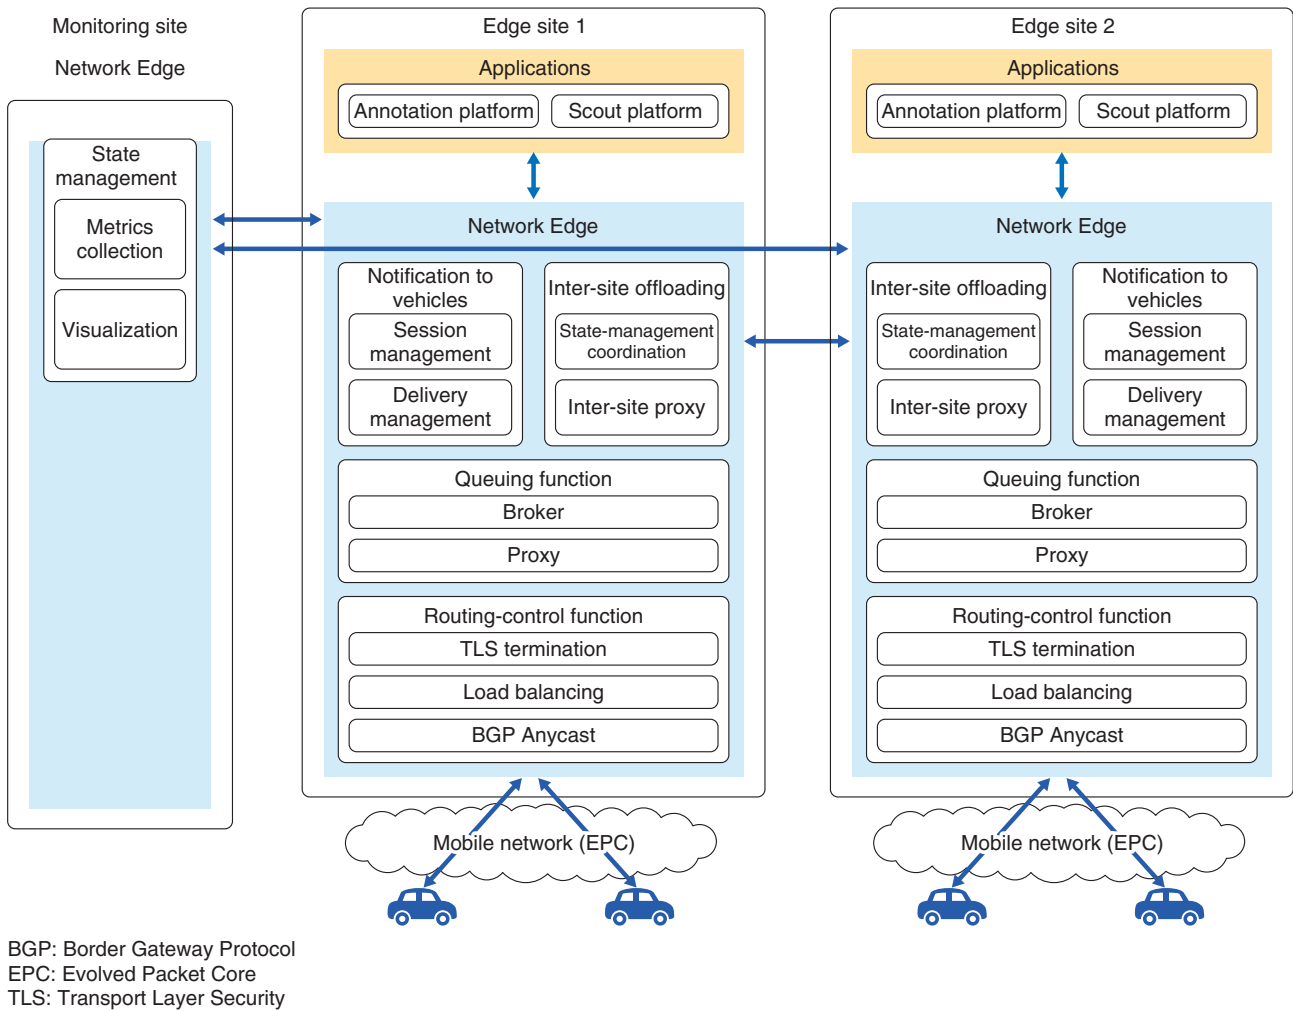 Monitoring site
Network Edge
State
management
Metrics
collection
Visualization
Edge site 1
Applications
Annotation platform
Scout platform
Network Edge
Notification to
vehicles
Session
management
Delivery
management
Inter-site offloading
State-management
coordination
Inter-site proxy
Queuing function
Broker
Proxy
Routing-control function
TLS termination
Load balancing
BGP Anycast
Mobile network (EPC)
Edge site 2
Applications
Annotation platform
Scout platform
Network Edge
Inter-site offloading
State-management
coordination
Inter-site proxy
Notification to
vehicles
Session
management
Delivery
management
Queuing function
Broker
Proxy
Routing-control function
TLS termination
Load balancing
BGP Anycast
Mobile network (EPC)
BGP: Border Gateway Protocol
EPC: Evolved Packet Core
TLS: Transport Layer Security